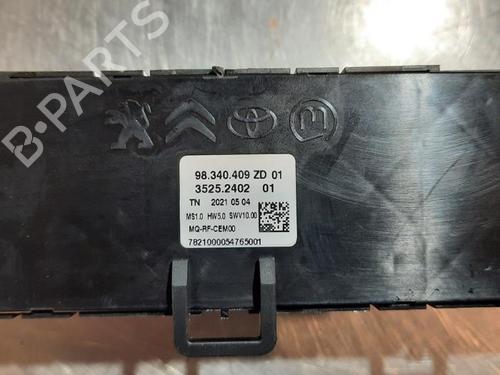 B-PARTS
98.340.409 ZD 01
3525.2402 01
TN 2021 05 04
MS1.0 HW5.0 SWV10.00
MQ-RF-CEM00
7821000054765001